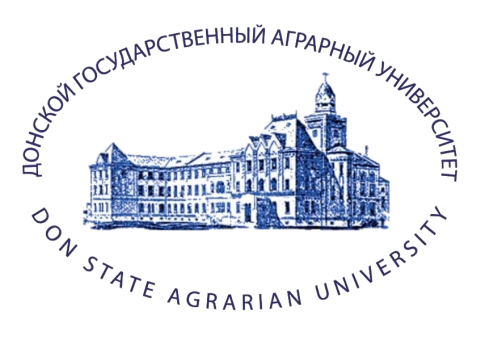 ДОНСКОЙ ГОСУДАРСТВЕННЫЙ АГРАРНЫЙ УНИВЕРСИТЕТ
DON STATE AGRARIAN UNIVERSITY